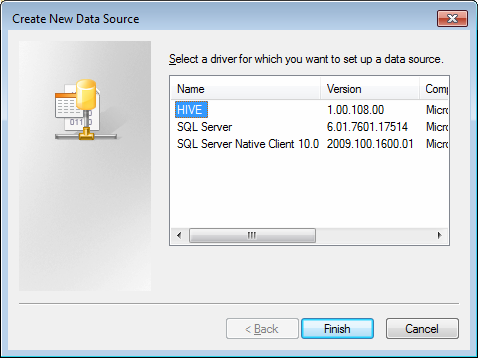 Create New Data Source
Select a driver for which you want to set up a data source.
Name Version Comp
HIVE 1.00.108.00 Micro
SQL Server 6.01.7601.17514 Micro
SQL Server Native Client 10.0 2009.100.1600.01 Micro
< Back Finish Cancel